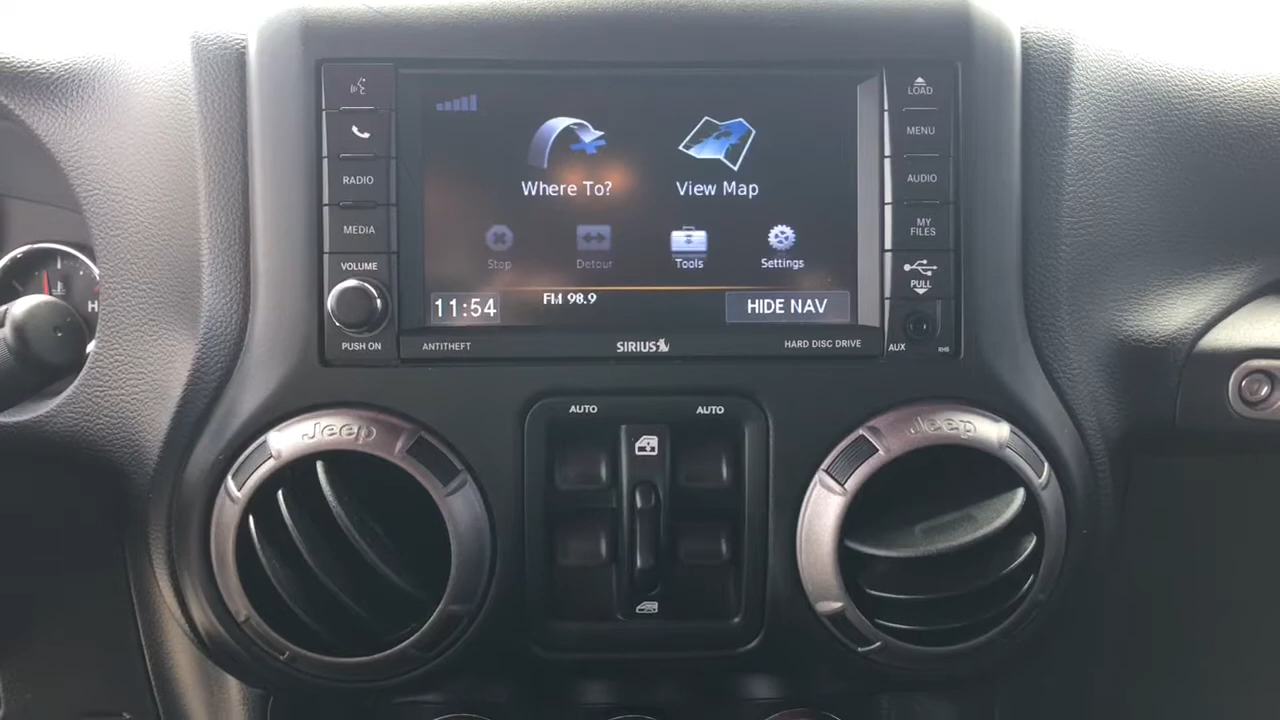 LOAD
MENU
RADIO
AUDIO
MEDIA
MY
FILES
VOLUME
PULL
PUSH ON
AUX
RHB
Where To?
View Map
Stop
Detour
Tools
Settings
11:54
FM 98.9
HIDE NAV
ANTITHEFT
SIRIUS
HARD DISC DRIVE
H
Jeep
AUTO
AUTO
Jeep